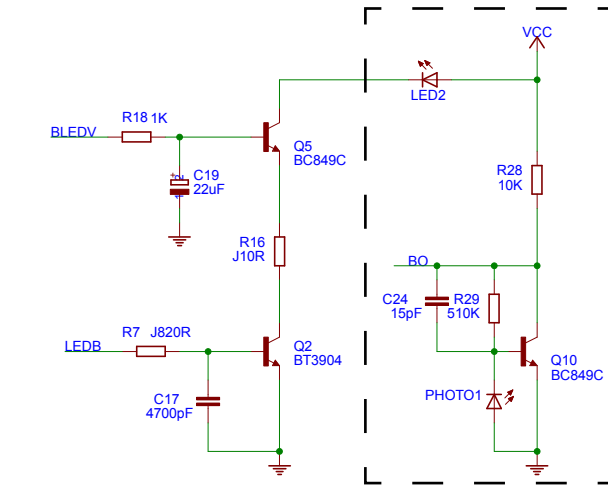 VCC
LED2
R18 1K
BLEDV
Q5
BC849C
C19
22uF
R28
10K
R16
J10R
BO
C24
15pF
R29
510K
R7 J820R
LEDB
Q2
BT3904
Q10
BC849C
C17
4700pF
PHOTO1